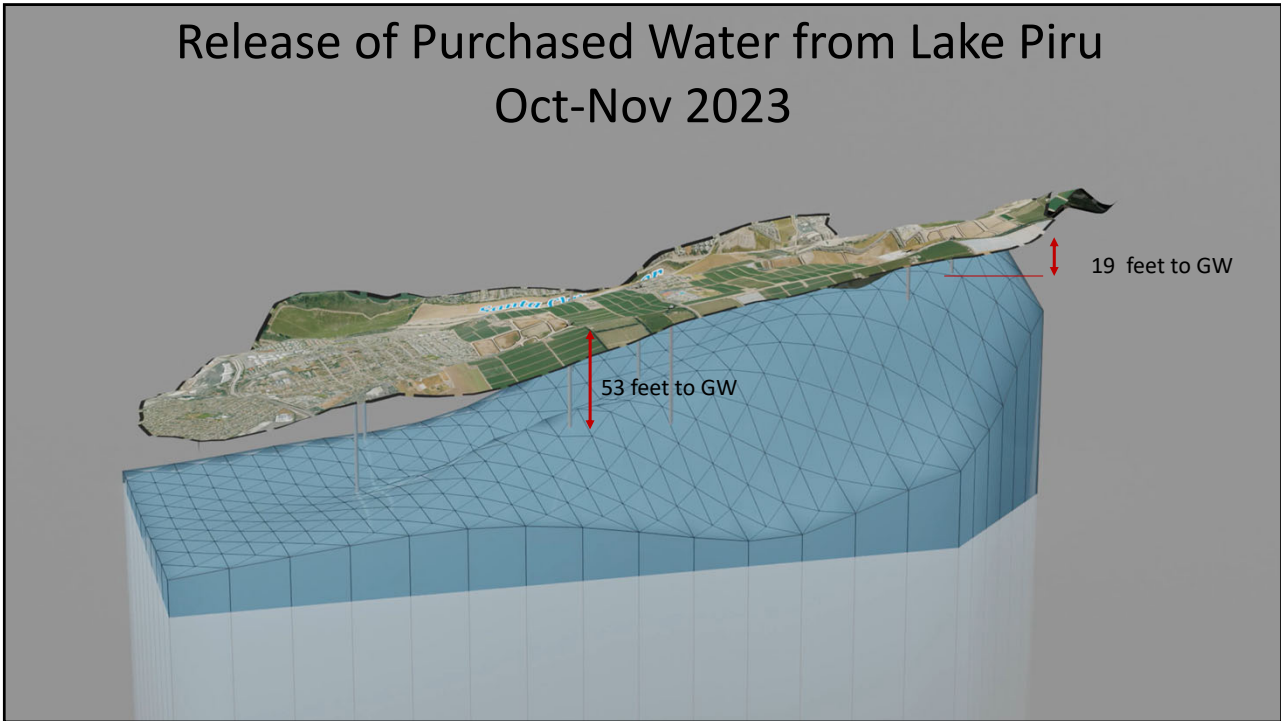 Release of Purchased Water from Lake Piru
Oct-Nov 2023
19 feet to GW
53 feet to GW